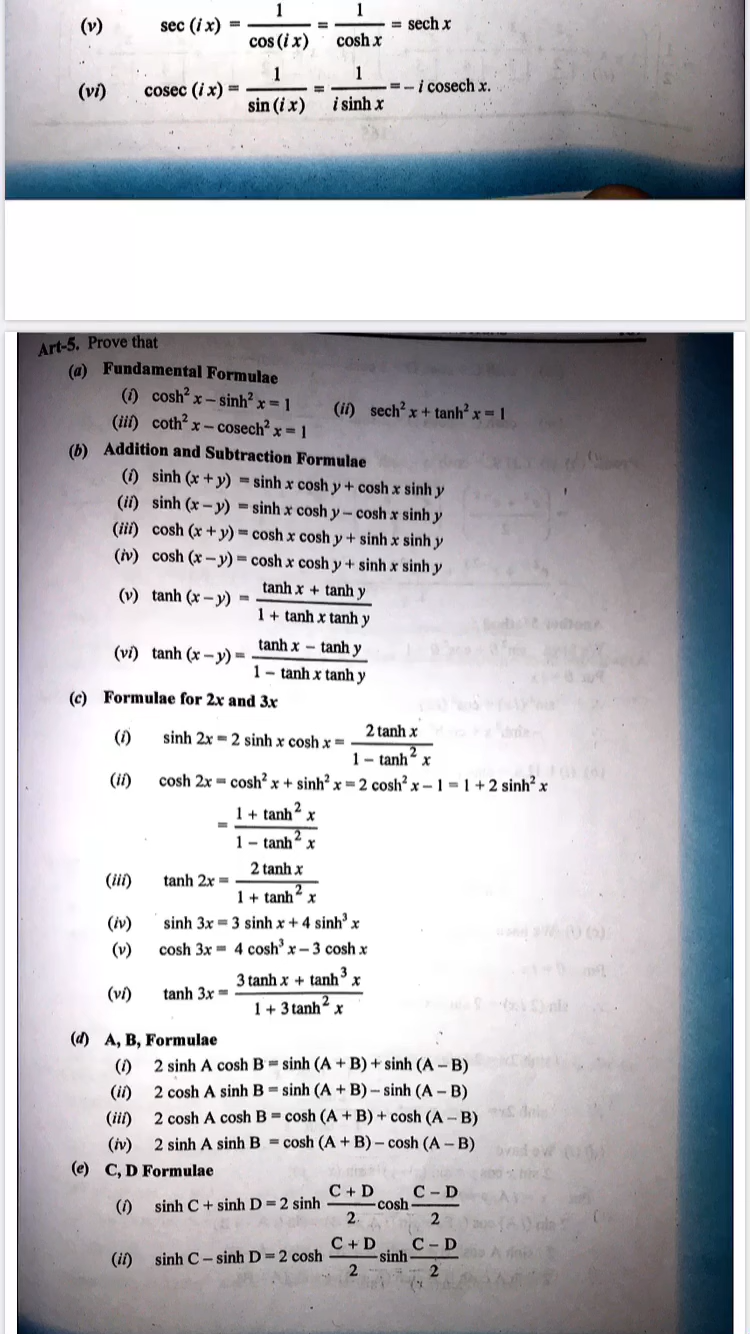 (v) sec (i x) = 1/cos (i x) = 1/cosh x = sech x
(vi) cosec (i x) = 1/sin (i x) = 1/i sinh x = – i cosech x.
Art-5. Prove that
(a) Fundamental Formulae
(i) cosh² x – sinh² x = 1 (ii) sech² x + tanh² x = 1
(iii) coth² x – cosech² x = 1
(b) Addition and Subtraction Formulae
(i) sinh (x + y) = sinh x cosh y + cosh x sinh y
(ii) sinh (x – y) = sinh x cosh y – cosh x sinh y
(iii) cosh (x + y) = cosh x cosh y + sinh x sinh y
(iv) cosh (x – y) = cosh x cosh y + sinh x sinh y
(v) tanh (x – y) = tanh x + tanh y / 1 + tanh x tanh y
(vi) tanh (x – y) = tanh x – tanh y / 1 – tanh x tanh y
(c) Formulae for 2x and 3x
(i) sinh 2x = 2 sinh x cosh x = 2 tanh x / 1 – tanh² x
(ii) cosh 2x = cosh² x + sinh² x = 2 cosh² x – 1 = 1 + 2 sinh² x
= 1 + tanh² x / 1 – tanh² x
(iii) tanh 2x = 2 tanh x / 1 + tanh² x
(iv) sinh 3x = 3 sinh x + 4 sinh³ x
(v) cosh 3x = 4 cosh³ x – 3 cosh x
(vi) tanh 3x = 3 tanh x + tanh³ x / 1 + 3 tanh² x
(d) A, B, Formulae
(i) 2 sinh A cosh B = sinh (A + B) + sinh (A – B)
(ii) 2 cosh A sinh B = sinh (A + B) – sinh (A – B)
(iii) 2 cosh A cosh B = cosh (A + B) + cosh (A – B)
(iv) 2 sinh A sinh B = cosh (A + B) – cosh (A – B)
(e) C, D Formulae
(i) sinh C + sinh D = 2 sinh C + D / 2 cosh C – D / 2
(ii) sinh C – sinh D = 2 cosh C + D / 2 sinh C – D / 2